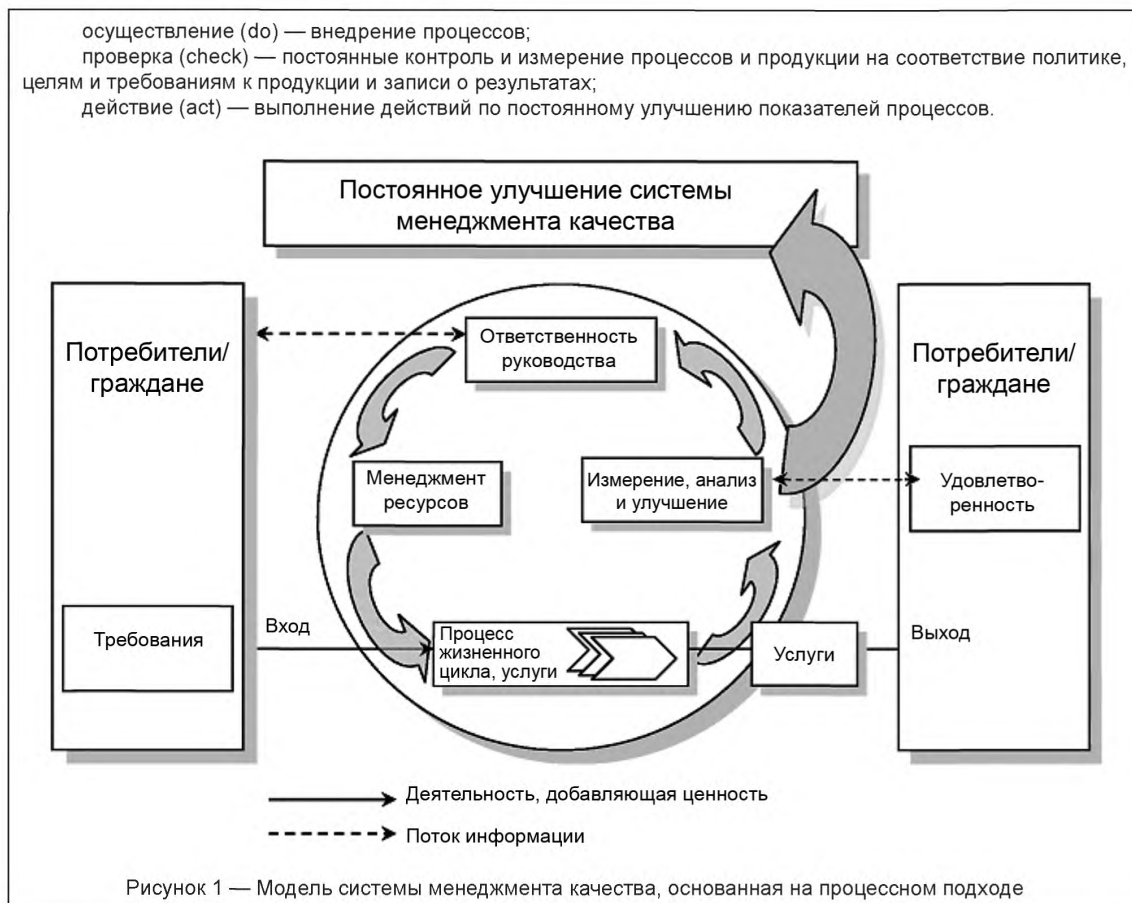 осуществление (do) — внедрение процессов;
проверка (check) — постоянные контроль и измерение процессов и продукции на соответствие политике,
целям и требованиям к продукции и записи о результатах;
действие (act) — выполнение действий по постоянному улучшению показателей процессов.
Постоянное улучшение системы
менеджмента качества
Потребители/
граждане
Ответственность
руководства
Потребители/
граждане
Менеджмент
ресурсов
Измерение, анализ
и улучшение
Удовлетво-
ренность
Требования
Вход
Процесс
жизненного
цикла, услуги
Услуги
Выход
Деятельность, добавляющая ценность
Поток информации
Рисунок 1 — Модель системы менеджмента качества, основанная на процессном подходе